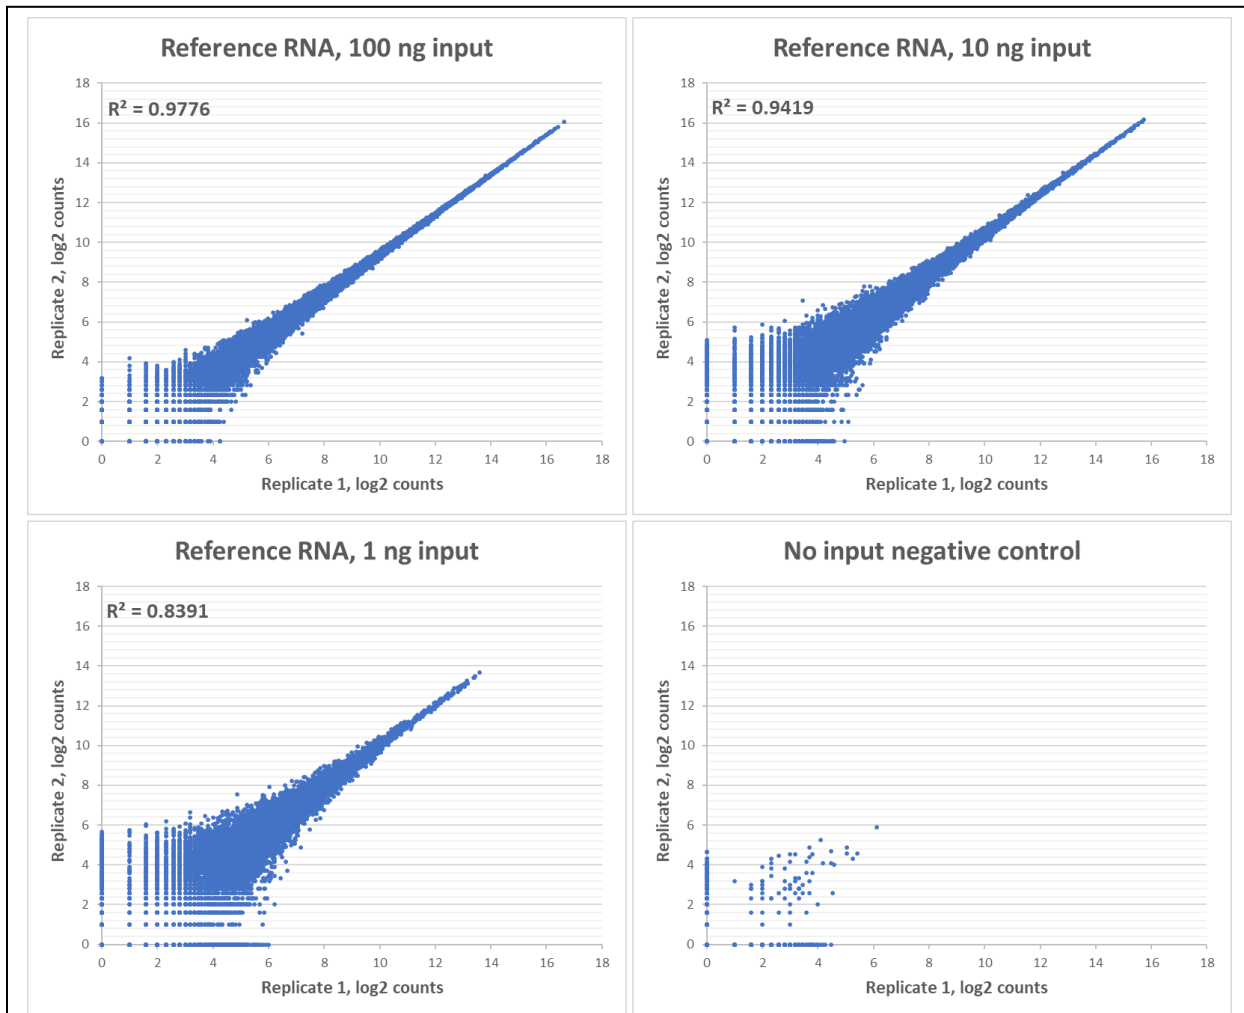 Reference RNA, 100 ng input
R² = 0.9776
18
16
14
12
10
8
6
4
2
0
Replicate 2, log2 counts
0 2 4 6 8 10 12 14 16 18
Replicate 1, log2 counts
Reference RNA, 10 ng input
R² = 0.9419
18
16
14
12
10
8
6
4
2
0
Replicate 2, log2 counts
0 2 4 6 8 10 12 14 16 18
Replicate 1, log2 counts
Reference RNA, 1 ng input
R² = 0.8391
18
16
14
12
10
8
6
4
2
0
Replicate 2, log2 counts
0 2 4 6 8 10 12 14 16 18
Replicate 1, log2 counts
No input negative control
18
16
14
12
10
8
6
4
2
0
Replicate 2, log2 counts
0 2 4 6 8 10 12 14 16 18
Replicate 1, log2 counts